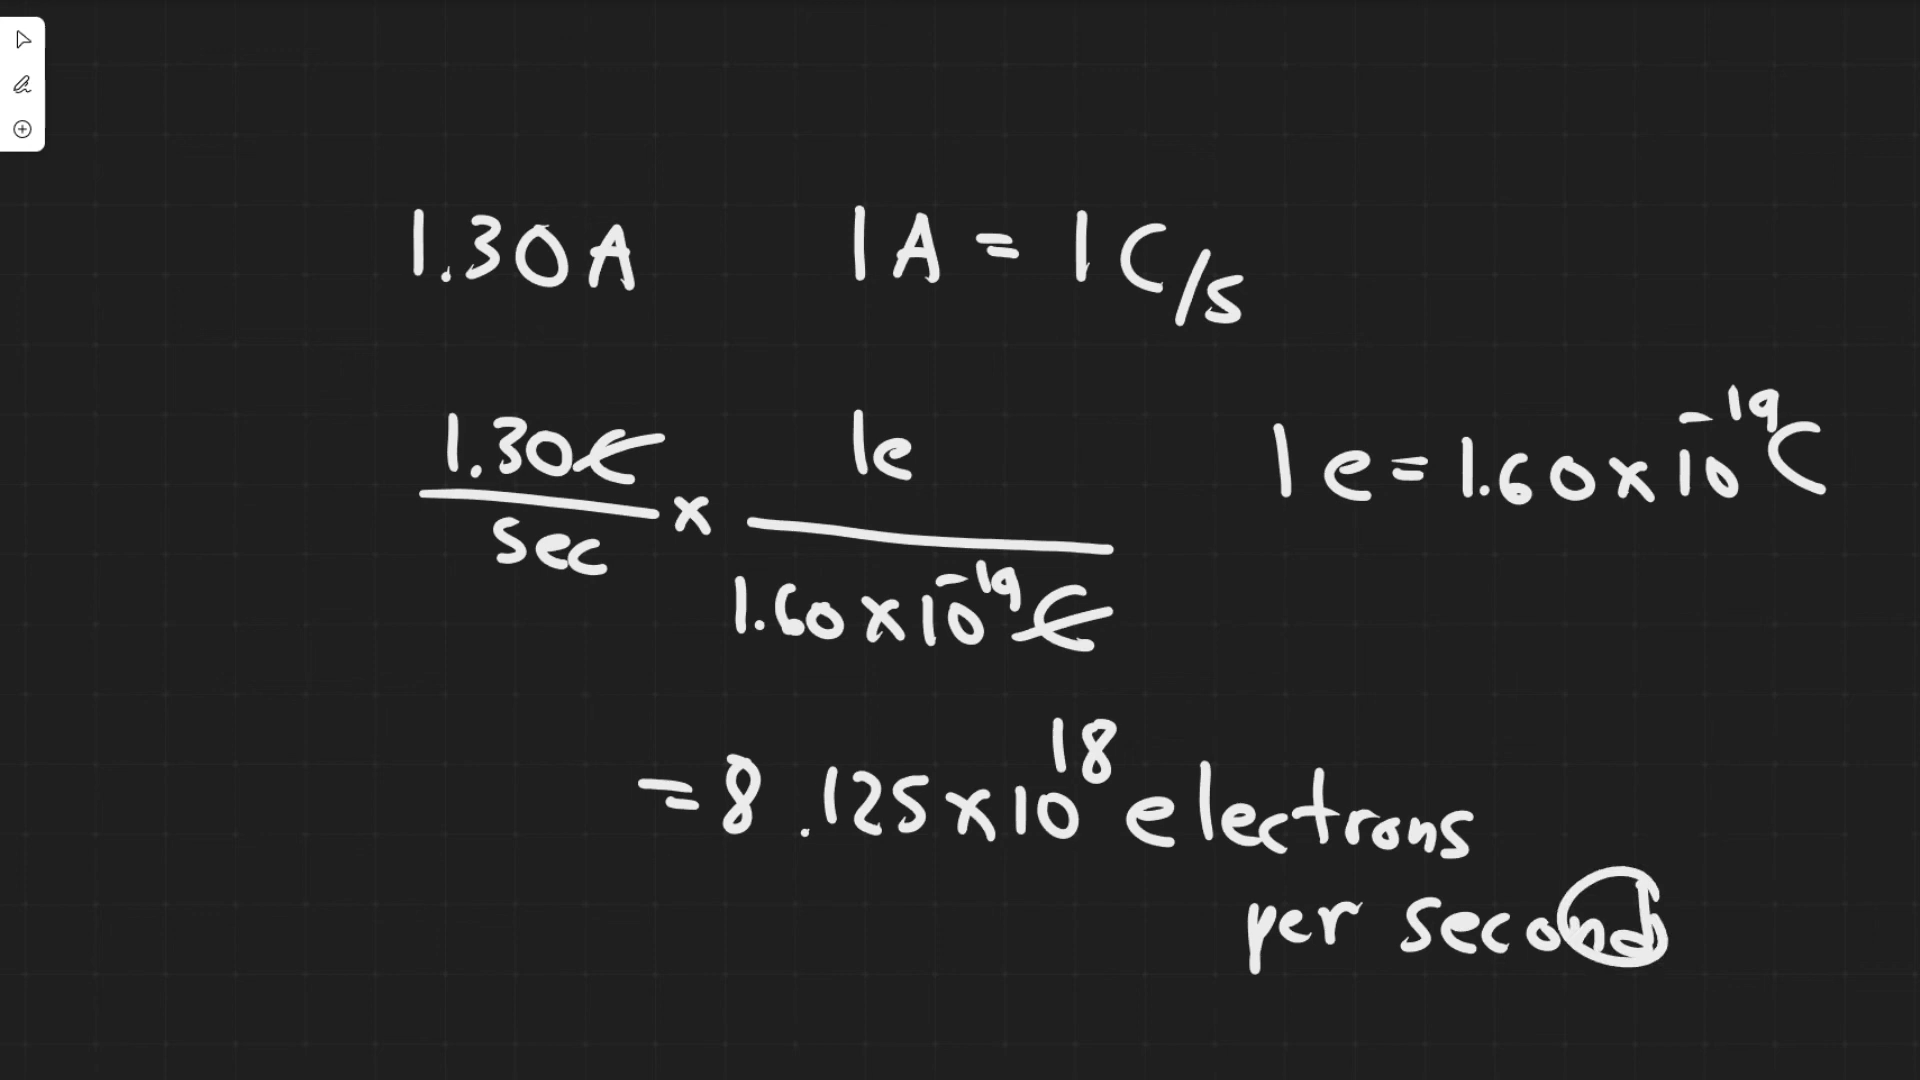 1.30A 1A = 1C/s
1.30C 1e 1e = 1.60x10^-19 C
sec x
1.60x10^-19 C
= 8.125x10^18 electrons
per second